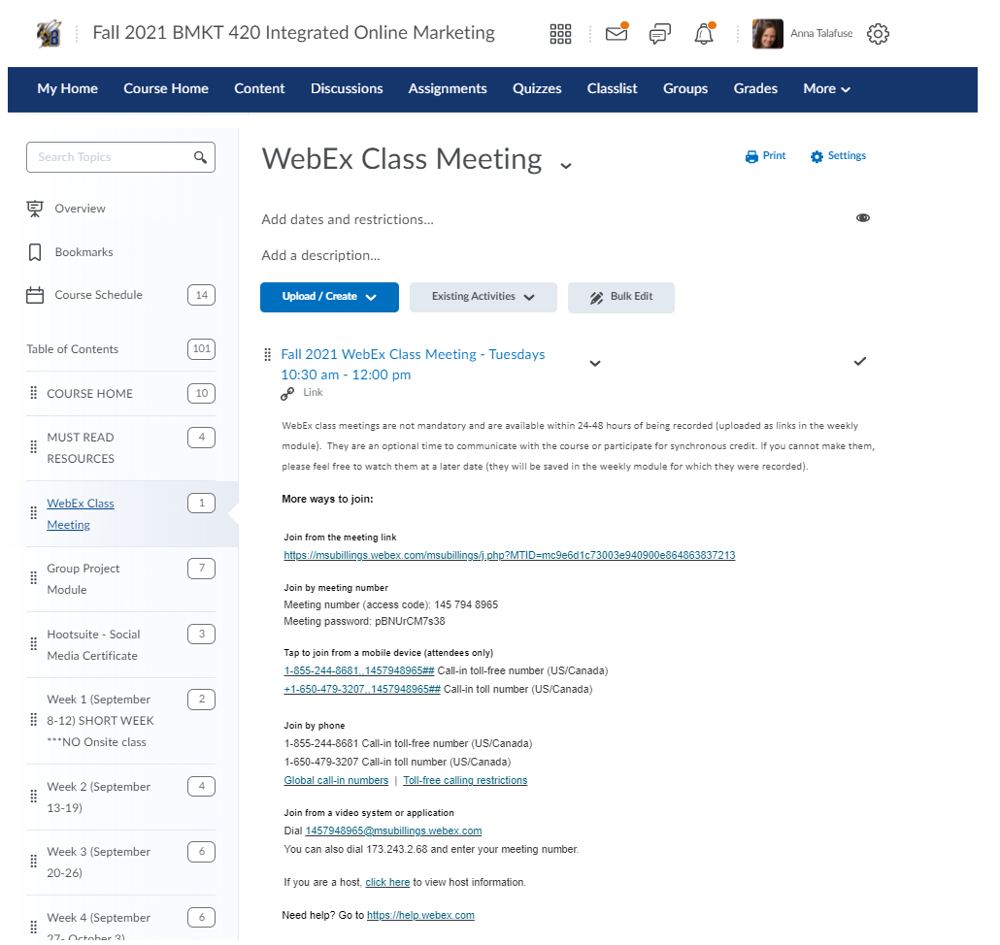 Fall 2021 BMKT 420 Integrated Online Marketing
Anna Talafuse
My Home Course Home Content Discussions Assignments Quizzes Classlist Groups Grades More
Search Topics
Overview
Bookmarks
Course Schedule 14
Table of Contents 101
COURSE HOME 10
MUST READ 4
RESOURCES
WebEx Class 1
Meeting
Group Project 7
Module
Hootsuite - Social 3
Media Certificate
Week 1 (September 2
8-12) SHORT WEEK
***NO Onsite class
Week 2 (September 4
13-19)
Week 3 (September 6
20-26)
Week 4 (September 6
27- October 3)
WebEx Class Meeting
Print Settings
Add dates and restrictions...
Add a description...
Upload / Create Existing Activities Bulk Edit
Fall 2021 WebEx Class Meeting - Tuesdays
10:30 am - 12:00 pm
Link
WebEx class meetings are not mandatory and are available within 24-48 hours of being recorded (uploaded as links in the weekly
module). They are an optional time to communicate with the course or participate for synchronous credit. If you cannot make them,
please feel free to watch them at a later date (they will be saved in the weekly module for which they were recorded).
More ways to join:
Join from the meeting link
https://msubillings.webex.com/msubillings/j.php?MTID=mc9e6d1c73003e940900e864863837213
Join by meeting number
Meeting number (access code): 145 794 8965
Meeting password: pBNUrCM7s38
Tap to join from a mobile device (attendees only)
1-855-244-8681,,1457948965## Call-in toll-free number (US/Canada)
+1-650-479-3207,,1457948965## Call-in toll number (US/Canada)
Join by phone
1-855-244-8681 Call-in toll-free number (US/Canada)
1-650-479-3207 Call-in toll number (US/Canada)
Global call-in numbers | Toll-free calling restrictions
Join from a video system or application
Dial 1457948965@msubillings.webex.com
You can also dial 173.243.2.68 and enter your meeting number.
If you are a host, click here to view host information.
Need help? Go to https://help.webex.com